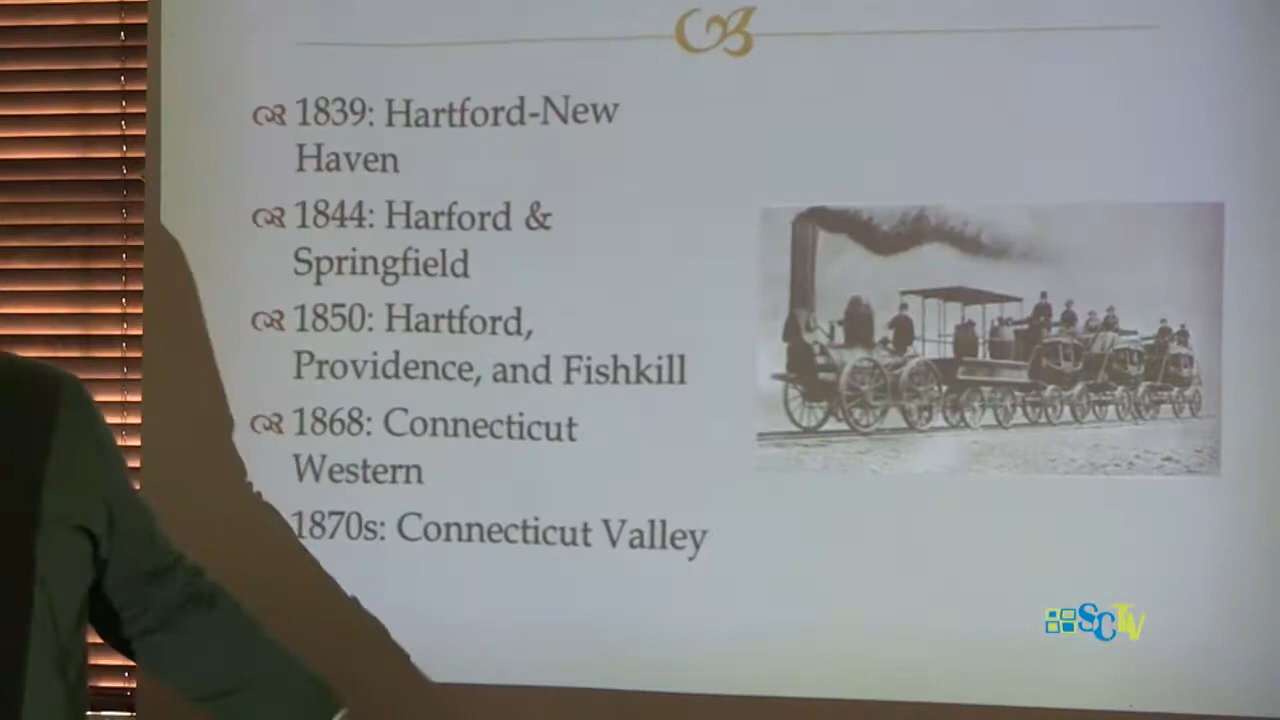 1839: Hartford-New
Haven
1844: Harford &
Springfield
1850: Hartford,
Providence, and Fishkill
1868: Connecticut
Western
1870s: Connecticut Valley
SCTV